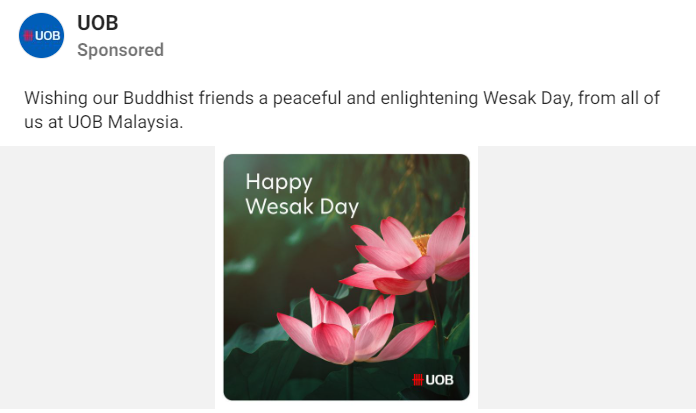 UOB
UOB
Sponsored
Wishing our Buddhist friends a peaceful and enlightening Wesak Day, from all of
us at UOB Malaysia.
Happy
Wesak Day
UOB